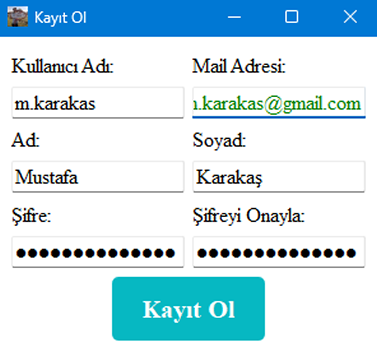 Kayıt Ol
Kullanıcı Adı: Mail Adresi:
m.karakas .karakas@gmail.com
Ad: Soyad:
Mustafa Karakaş
Şifre: Şifreyi Onayla:
●●●●●●●●●●●●●● ●●●●●●●●●●●●●●
Kayıt Ol